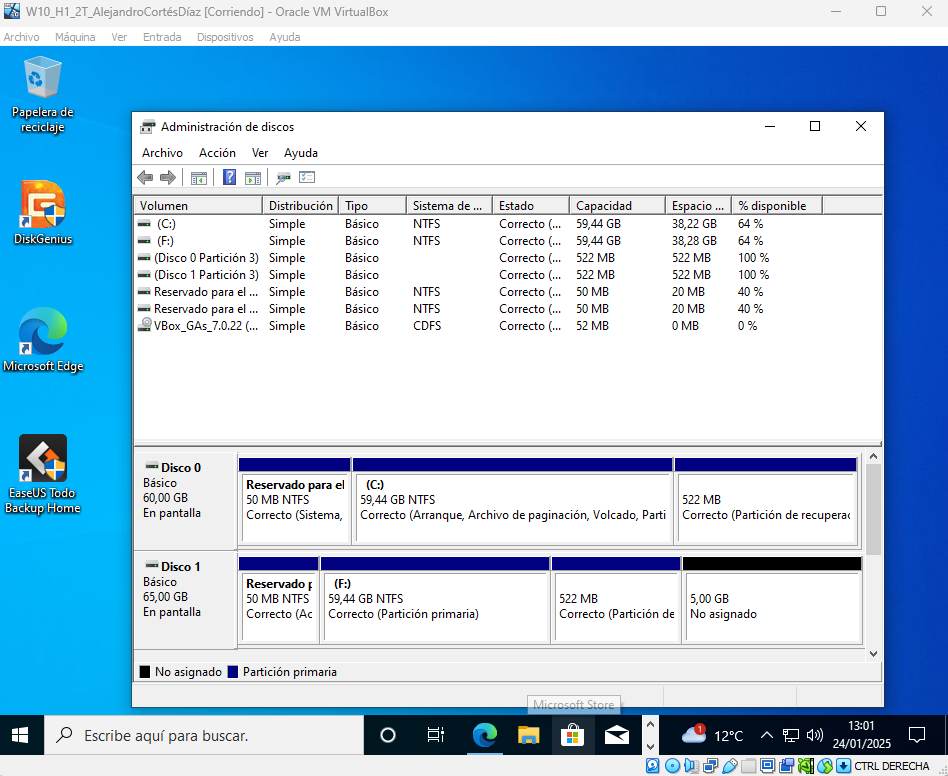 W10_H1_2T_AlejandroCortésDíaz [Corriendo] - Oracle VM VirtualBox
Archivo Máquina Ver Entrada Dispositivos Ayuda
Papelera de
reciclaje
DiskGenius
Microsoft Edge
EaseUS Todo
Backup Home
Administración de discos
Archivo Acción Ver Ayuda
Volumen Distribución Tipo Sistema de ... Estado Capacidad Espacio ... % disponible
(C:) Simple Básico NTFS Correcto (... 59,44 GB 38,22 GB 64 %
(F:) Simple Básico NTFS Correcto (... 59,44 GB 38,28 GB 64 %
(Disco 0 Partición 3) Simple Básico Correcto (... 522 MB 522 MB 100 %
(Disco 1 Partición 3) Simple Básico Correcto (... 522 MB 522 MB 100 %
Reservado para el ... Simple Básico NTFS Correcto (... 50 MB 20 MB 40 %
Reservado para el ... Simple Básico NTFS Correcto (... 50 MB 20 MB 40 %
VBox_GAs_7.0.22 (... Simple Básico CDFS Correcto (... 52 MB 0 MB 0 %
Disco 0
Básico
60,00 GB
En pantalla
Reservado para el
50 MB NTFS
Correcto (Sistema,
(C:)
59,44 GB NTFS
Correcto (Arranque, Archivo de paginación, Volcado, Parti
522 MB
Correcto (Partición de recuperac
Disco 1
Básico
65,00 GB
En pantalla
Reservado p
50 MB NTFS
Correcto (Ac
(F:)
59,44 GB NTFS
Correcto (Partición primaria)
522 MB
Correcto (Partición de
5,00 GB
No asignado
No asignado Partición primaria
Microsoft Store
Escribe aquí para buscar.
1
12°C
13:01
24/01/2025
CTRL DERECHA